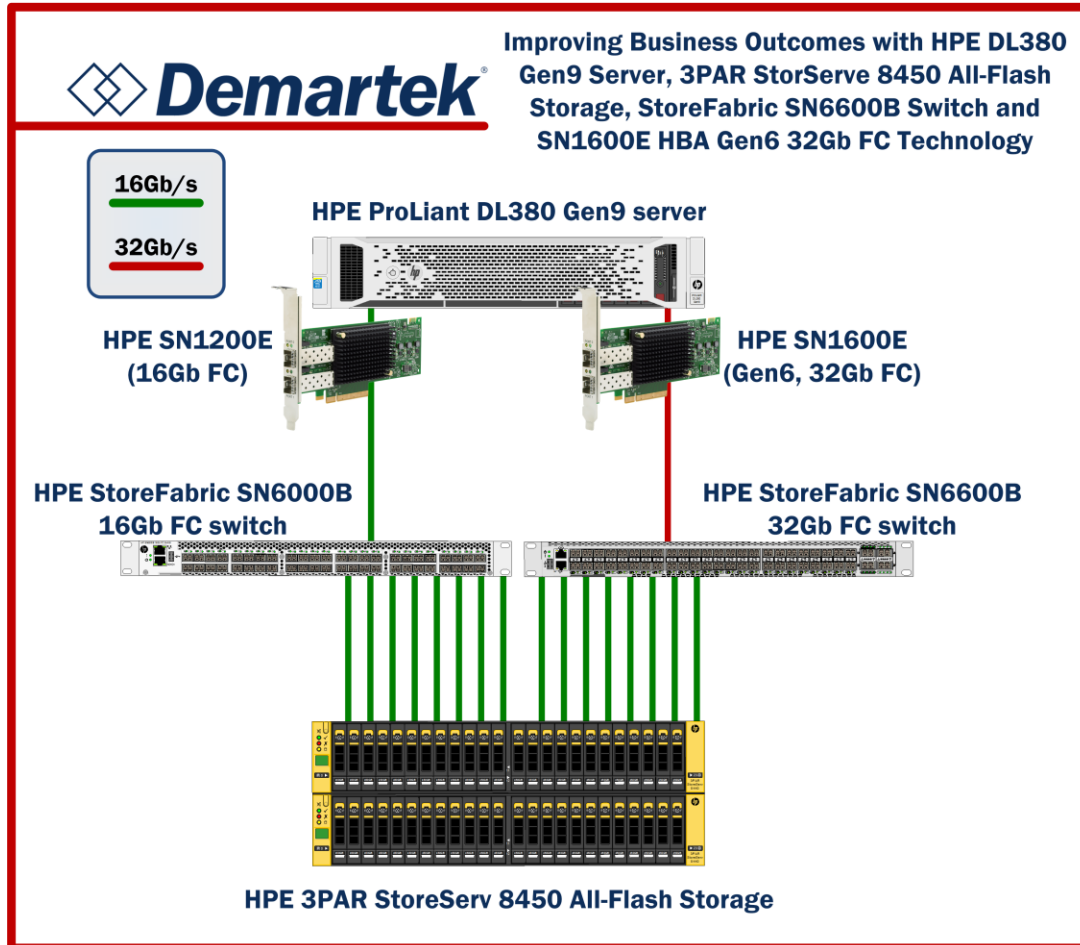 Demartek®
Improving Business Outcomes with HPE DL380
Gen9 Server, 3PAR StorServe 8450 All-Flash
Storage, StoreFabric SN6600B Switch and
SN1600E HBA Gen6 32Gb FC Technology
16Gb/s
32Gb/s
HPE ProLiant DL380 Gen9 server
hp
HPE SN1200E
(16Gb FC)
HPE SN1600E
(Gen6, 32Gb FC)
HPE StoreFabric SN6000B
16Gb FC switch
HPE StoreFabric SN6600B
32Gb FC switch
HPE 3PAR StoreServ 8450 All-Flash Storage